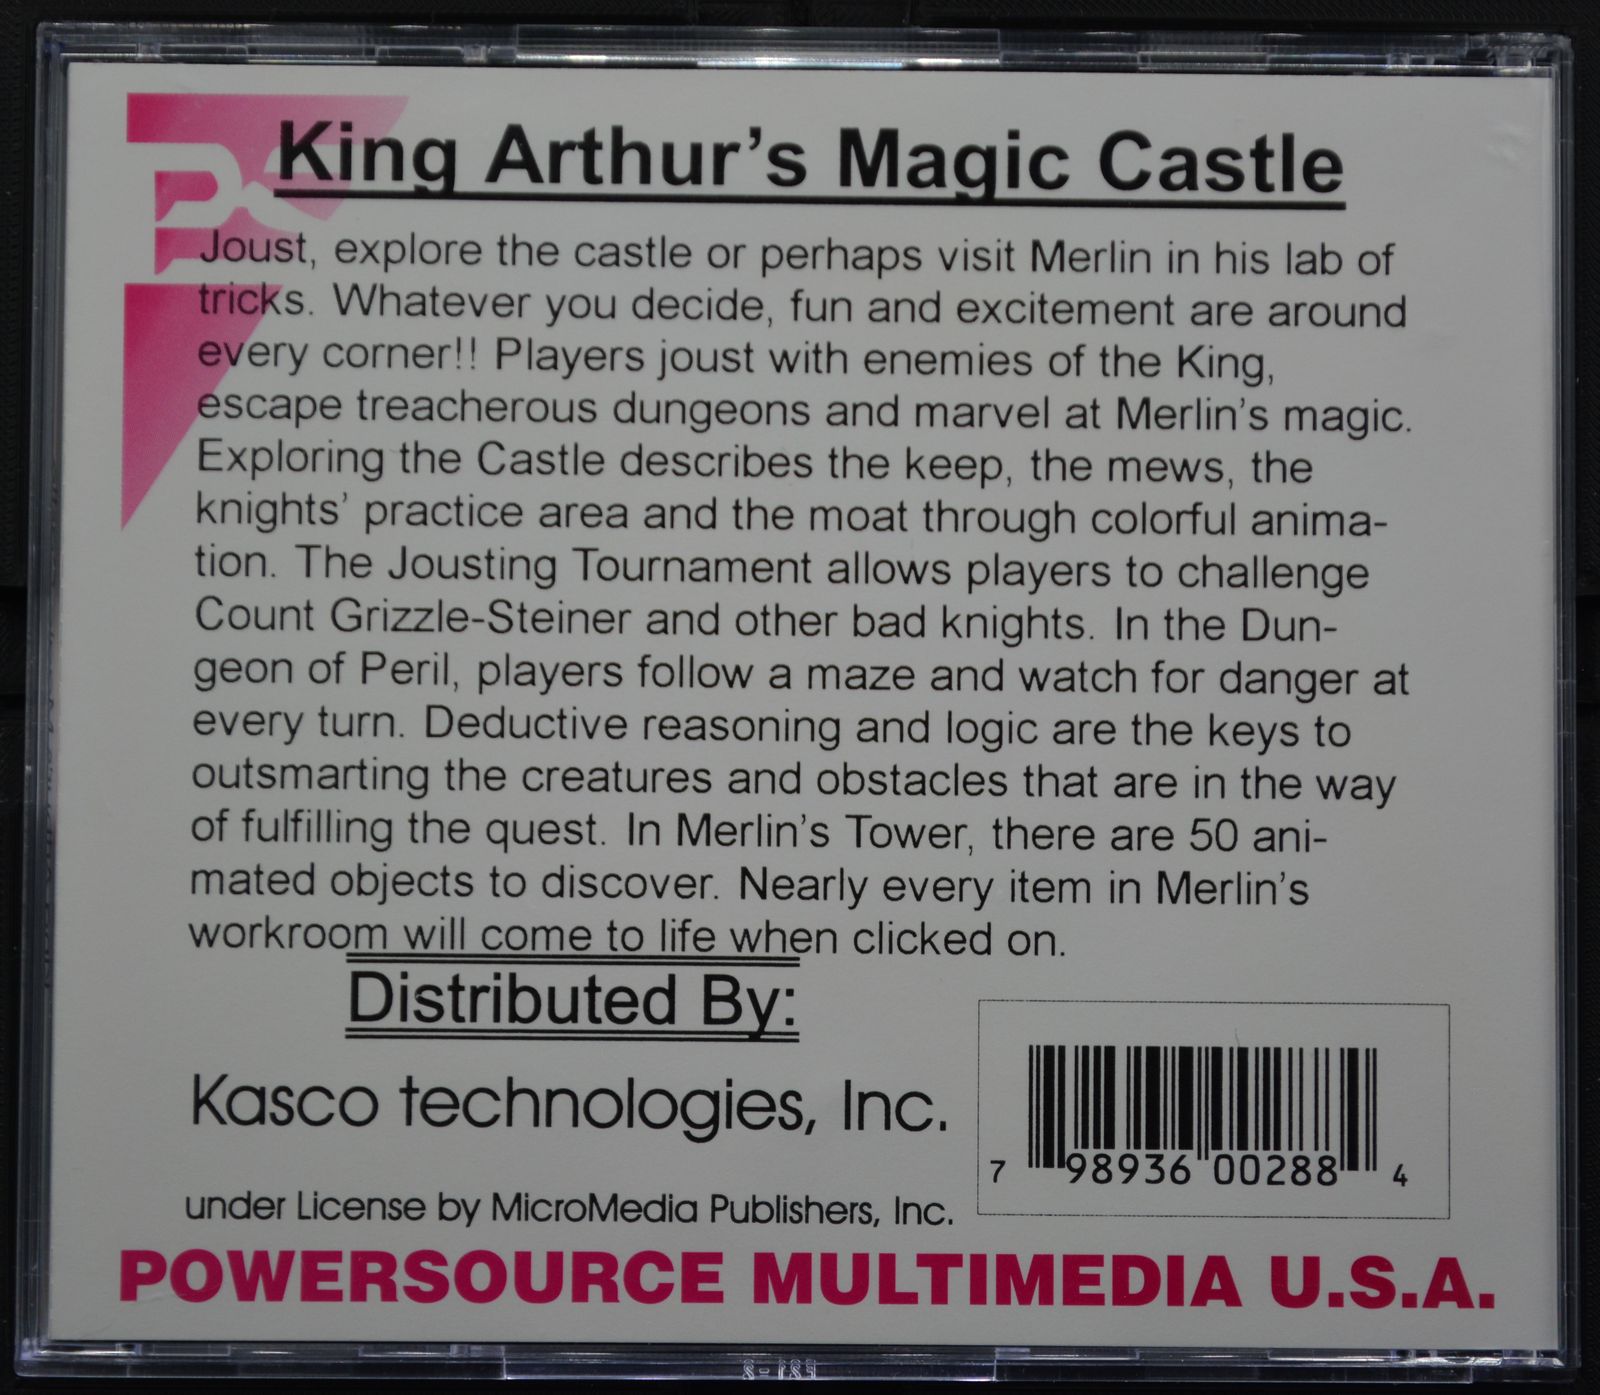 King Arthur's Magic Castle
Joust, explore the castle or perhaps visit Merlin in his lab of
tricks. Whatever you decide, fun and excitement are around
every corner!! Players joust with enemies of the King,
escape treacherous dungeons and marvel at Merlin's magic.
Exploring the Castle describes the keep, the mews, the
knights' practice area and the moat through colorful anima-
tion. The Jousting Tournament allows players to challenge
Count Grizzle-Steiner and other bad knights. In the Dun-
geon of Peril, players follow a maze and watch for danger at
every turn. Deductive reasoning and logic are the keys to
outsmarting the creatures and obstacles that are in the way
of fulfilling the quest. In Merlin's Tower, there are 50 ani-
mated objects to discover. Nearly every item in Merlin's
workroom will come to life when clicked on.
Distributed By:
Kasco technologies, Inc.
under License by MicroMedia Publishers, Inc.
7 98936 00288 4
POWERSOURCE MULTIMEDIA U.S.A.